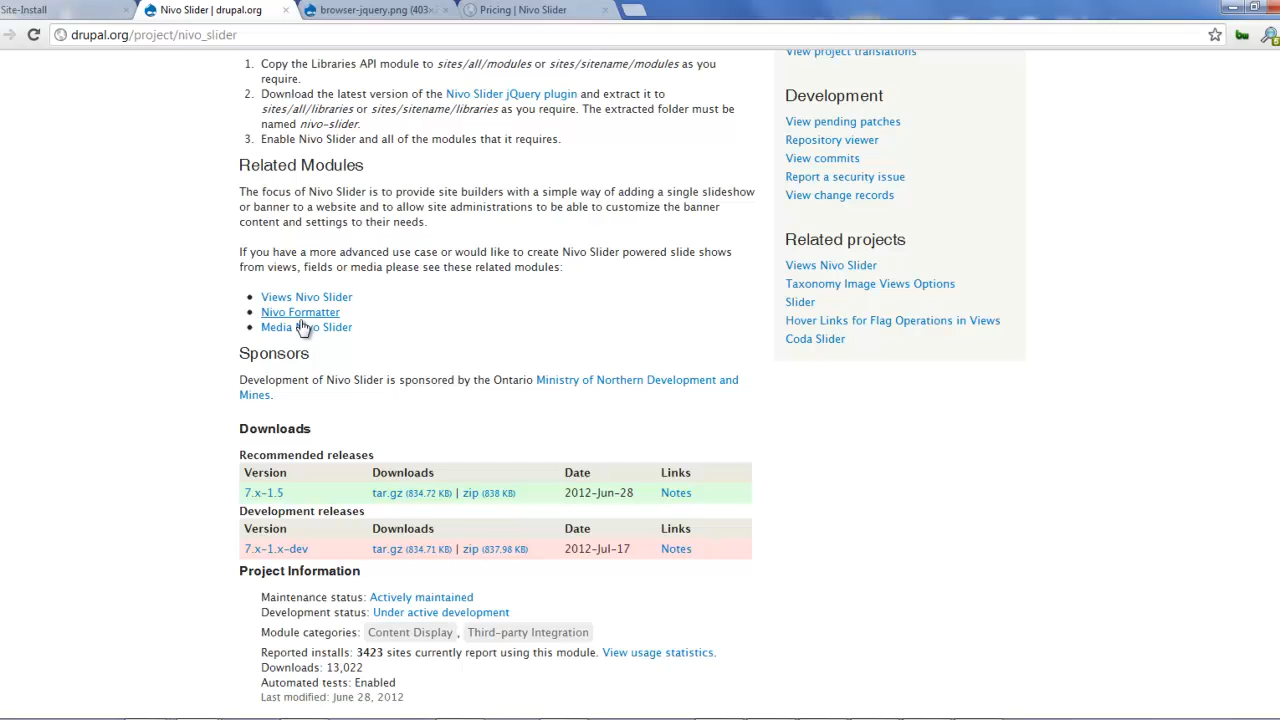 Site-Install
Nivo Slider | drupal.org
browser-jquery.png (403×
Pricing | Nivo Slider
drupal.org/project/nivo_slider
1. Copy the Libraries API module to sites/all/modules or sites/sitename/modules as you
require.
2. Download the latest version of the Nivo Slider jQuery plugin and extract it to
sites/all/libraries or sites/sitename/libraries as you require. The extracted folder must be
named nivo-slider.
3. Enable Nivo Slider and all of the modules that it requires.
Related Modules
The focus of Nivo Slider is to provide site builders with a simple way of adding a single slideshow
or banner to a website and to allow site administrations to be able to customize the banner
content and settings to their needs.
If you have a more advanced use case or would like to create Nivo Slider powered slide shows
from views, fields or media please see these related modules:
• Views Nivo Slider
• Nivo Formatter
• Media Nivo Slider
Sponsors
Development of Nivo Slider is sponsored by the Ontario Ministry of Northern Development and
Mines.
Downloads
Recommended releases
Version Downloads Date Links
7.x-1.5 tar.gz (834.72 KB) | zip (838 KB) 2012-Jun-28 Notes
Development releases
Version Downloads Date Links
7.x-1.x-dev tar.gz (834.71 KB) | zip (837.98 KB) 2012-Jul-17 Notes
Project Information
Maintenance status: Actively maintained
Development status: Under active development
Module categories: Content Display , Third-party Integration
Reported installs: 3423 sites currently report using this module. View usage statistics.
Downloads: 13,022
Automated tests: Enabled
Last modified: June 28, 2012
View project translations
Development
View pending patches
Repository viewer
View commits
Report a security issue
View change records
Related projects
Views Nivo Slider
Taxonomy Image Views Options
Slider
Hover Links for Flag Operations in Views
Coda Slider